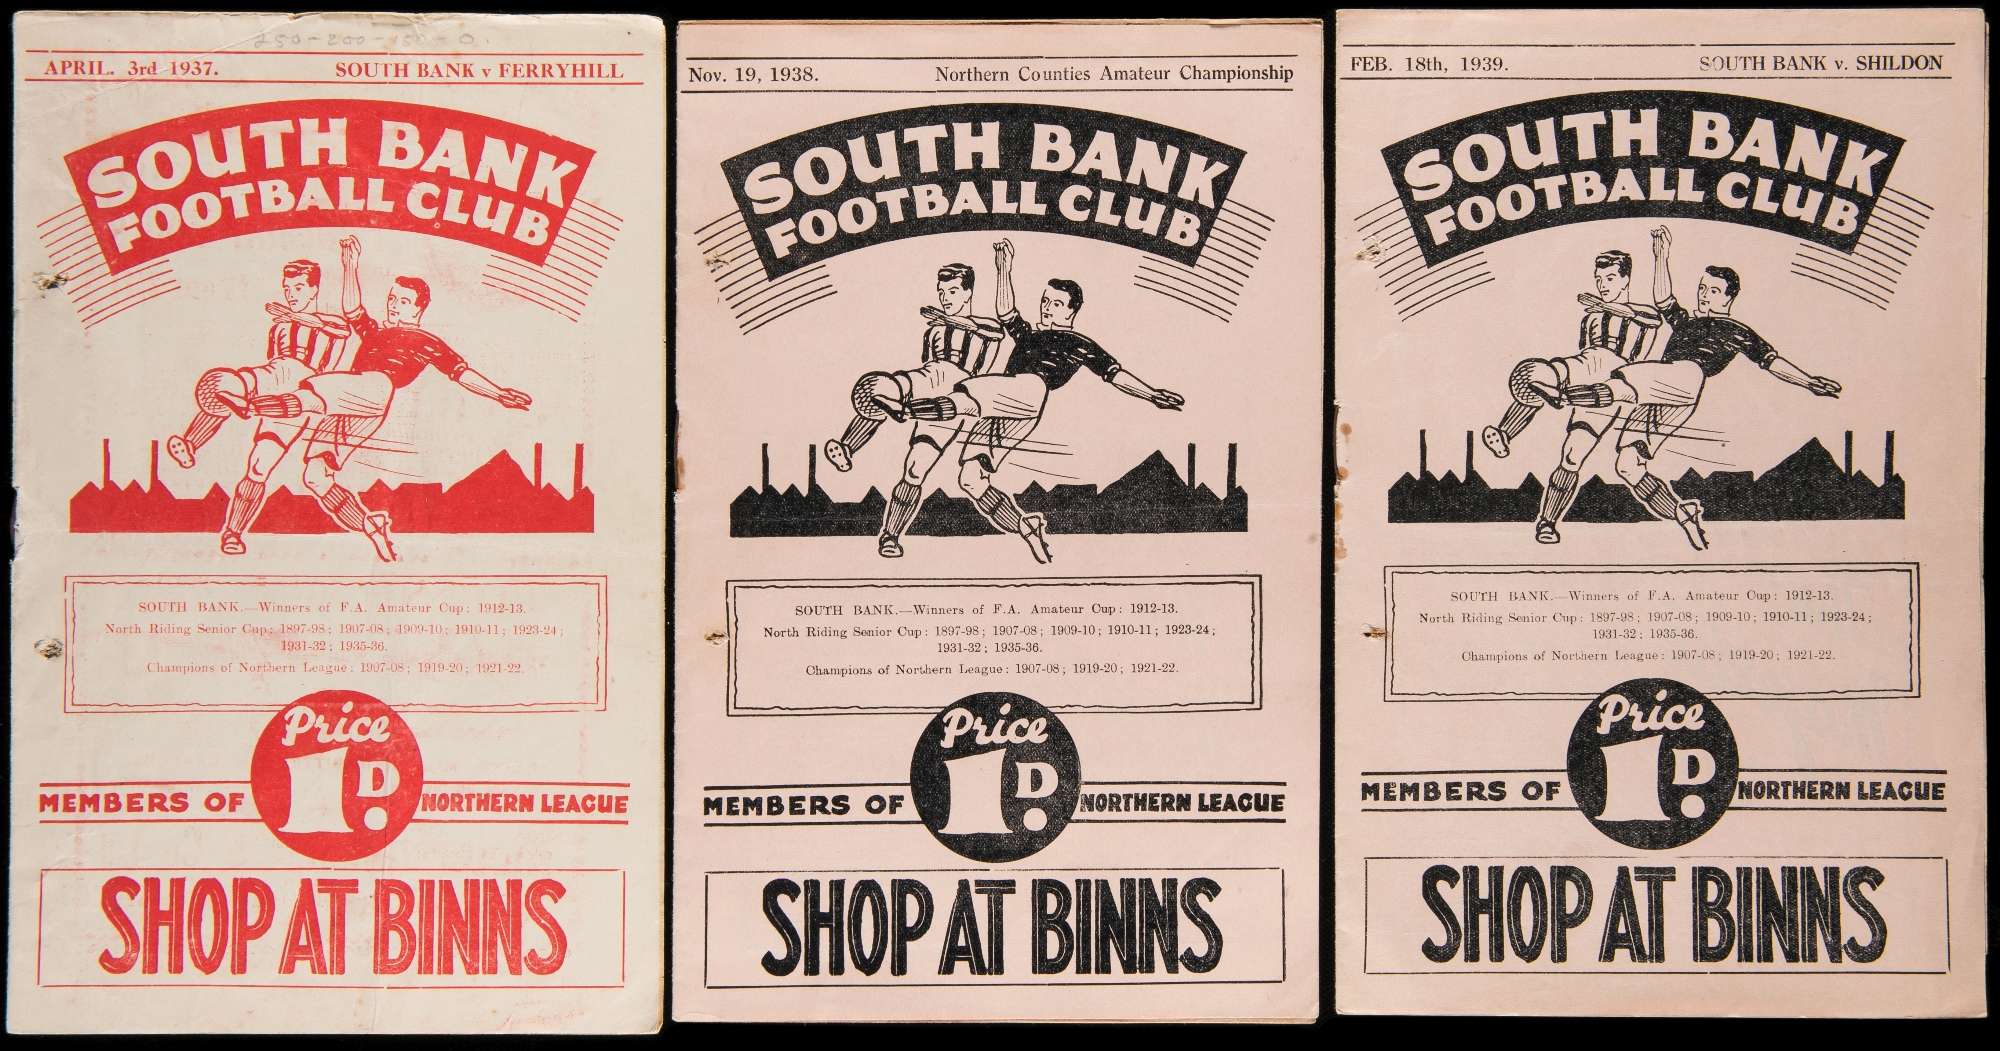 250-200-150-0.
APRIL. 3rd 1937. SOUTH BANK v FERRYHILL
SOUTH BANK
FOOTBALL CLUB
SOUTH BANK.—Winners of F.A. Amateur Cup: 1912-13.
North Riding Senior Cup: 1897-98; 1907-08; 1909-10; 1910-11; 1923-24;
1931-32; 1935-36.
Champions of Northern League: 1907-08; 1919-20; 1921-22.
Price
1D.
MEMBERS OF NORTHERN LEAGUE
SHOP AT BINNS
Nov. 19, 1938. Northern Counties Amateur Championship
SOUTH BANK
FOOTBALL CLUB
SOUTH BANK.—Winners of F.A. Amateur Cup: 1912-13.
North Riding Senior Cup: 1897-98; 1907-08; 1909-10; 1910-11; 1923-24;
1931-32; 1935-36.
Champions of Northern League: 1907-08; 1919-20; 1921-22.
Price
1D.
MEMBERS OF NORTHERN LEAGUE
SHOP AT BINNS
FEB. 18th, 1939. SOUTH BANK v. SHILDON
SOUTH BANK
FOOTBALL CLUB
SOUTH BANK.—Winners of F.A. Amateur Cup: 1912-13.
North Riding Senior Cup: 1897-98; 1907-08; 1909-10; 1910-11; 1923-24;
1931-32; 1935-36.
Champions of Northern League: 1907-08; 1919-20; 1921-22.
Price
1D.
MEMBERS OF NORTHERN LEAGUE
SHOP AT BINNS